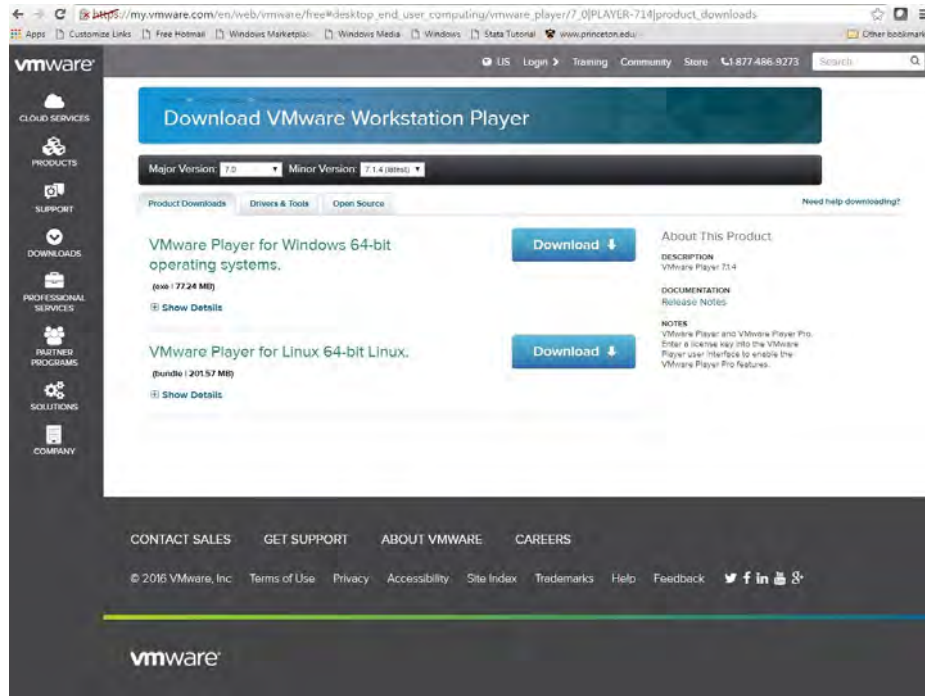 https://my.vmware.com/en/web/vmware/free#desktop_end_user_computing/vmware_player/7_0|PLAYER-714|product_downloads
Apps Customize Links Free Hotmail Windows Marketplac Windows Media Windows Stata Tutorial www.princeton.edu Other bookmark
vmware
US Login Training Community Store 1-877-486-9273 Search
CLOUD SERVICES
PRODUCTS
SUPPORT
DOWNLOADS
PROFESSIONAL SERVICES
PARTNER PROGRAMS
SOLUTIONS
COMPANY
Download VMware Workstation Player
Major Version: 7.0 Minor Version: 7.1.4 (latest)
Product Downloads Drivers & Tools Open Source Need help downloading?
VMware Player for Windows 64-bit
operating systems.
(exe | 77.24 MB)
Show Details
Download
VMware Player for Linux 64-bit Linux.
(bundle | 201.57 MB)
Show Details
Download
About This Product
DESCRIPTION
VMware Player 7.1.4
DOCUMENTATION
Release Notes
NOTES
VMware Player and VMware Player Pro.
Enter a license key into the VMware
Player user interface to enable the
VMware Player Pro features.
CONTACT SALES GET SUPPORT ABOUT VMWARE CAREERS
© 2016 VMware, Inc Terms of Use Privacy Accessibility Site Index Trademarks Help Feedback
vmware